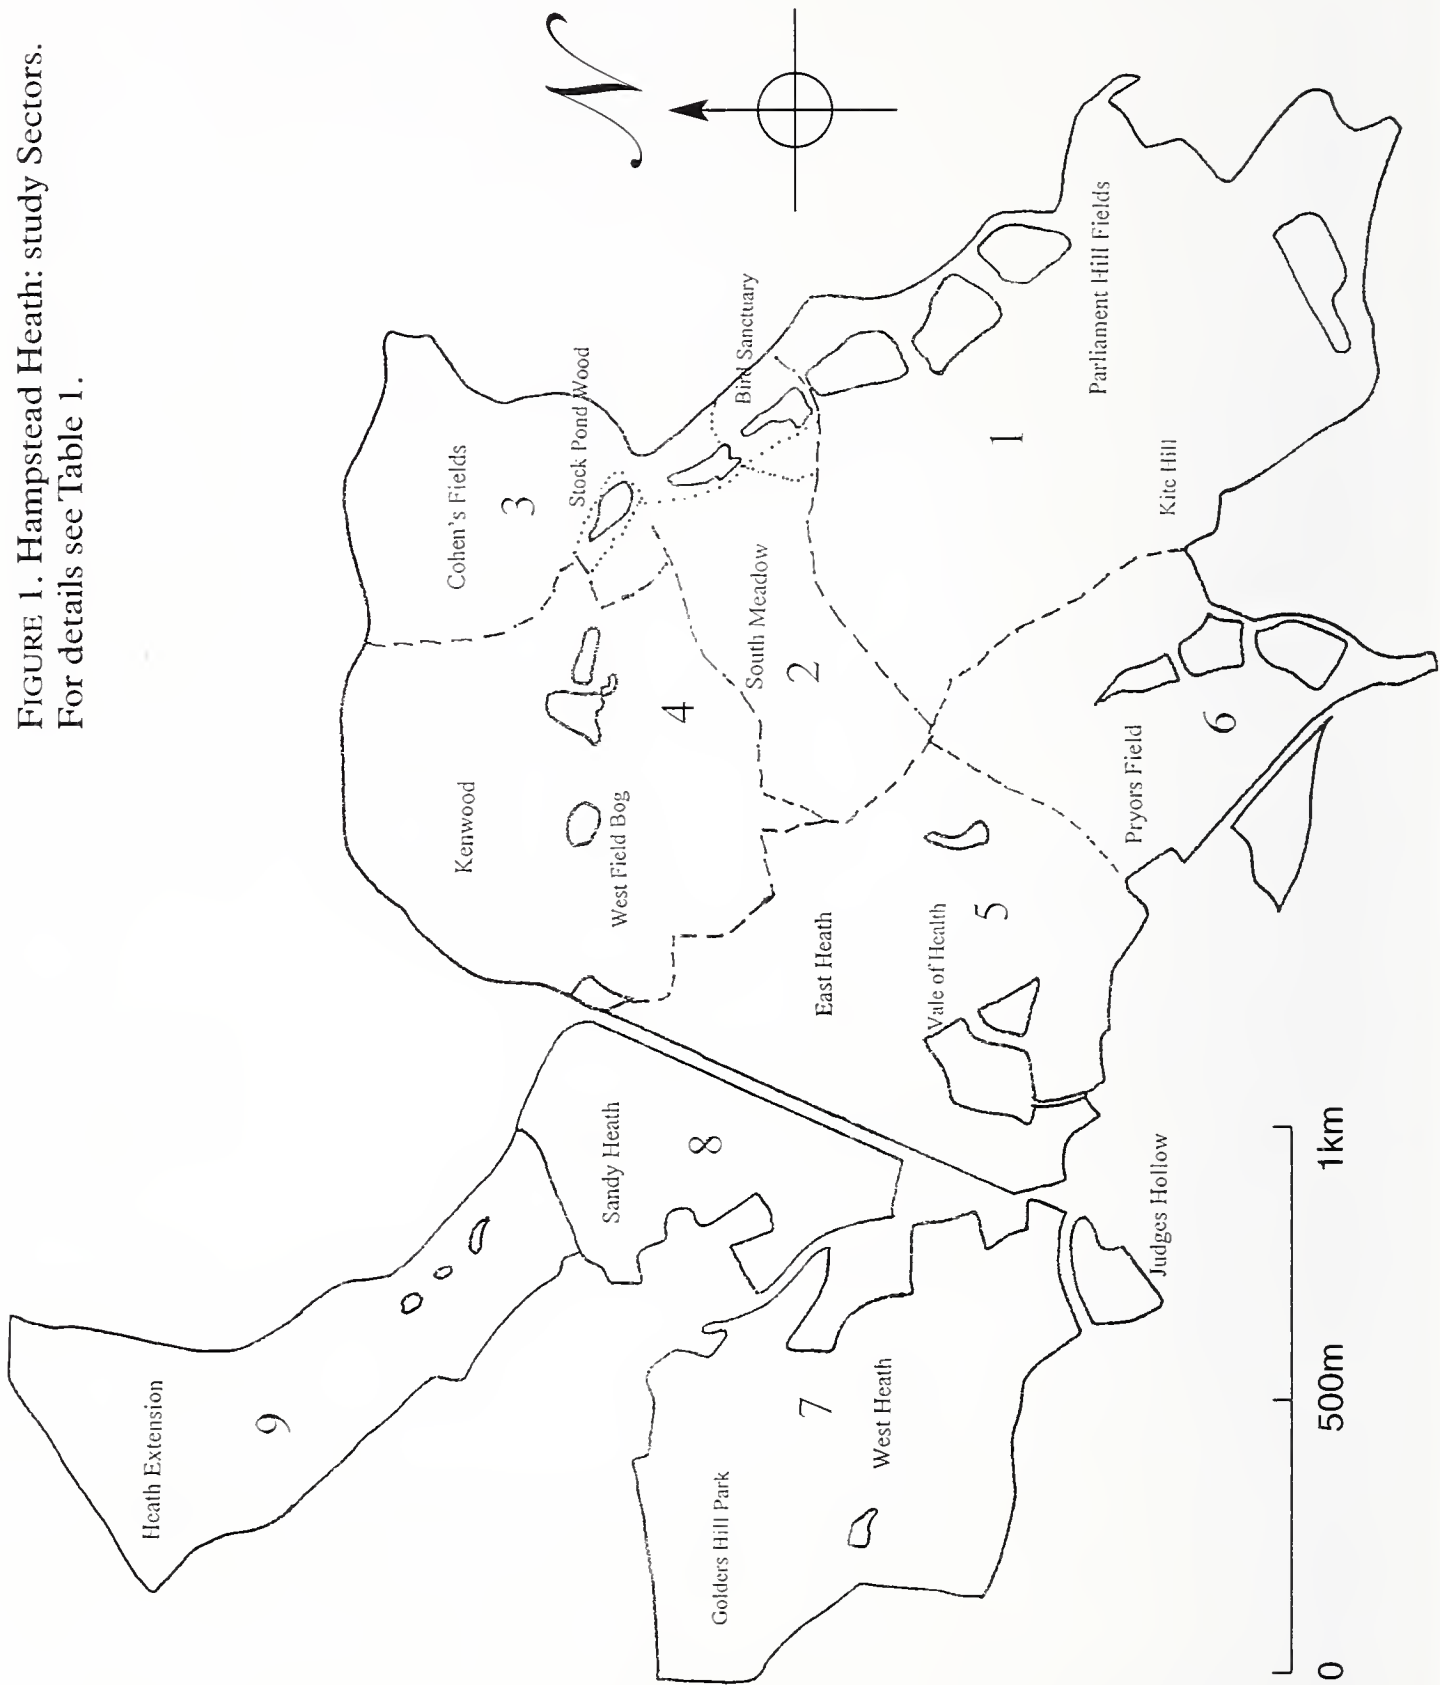 FIGURE 1. Hampstead Heath: study Sectors.
For details see Table 1.
N
Heath Extension
9
Cohen's Fields
3
Stock Pond Wood
Kenwood
4
West Field Bog
Bird Sanctuary
South Meadow
2
Sandy Heath
8
Golders Hill Park
7
West Heath
East Heath
Vale of Health
5
1
Parliament Hill Fields
Kite Hill
Pryors Field
6
Judges Hollow
0
500m
1km